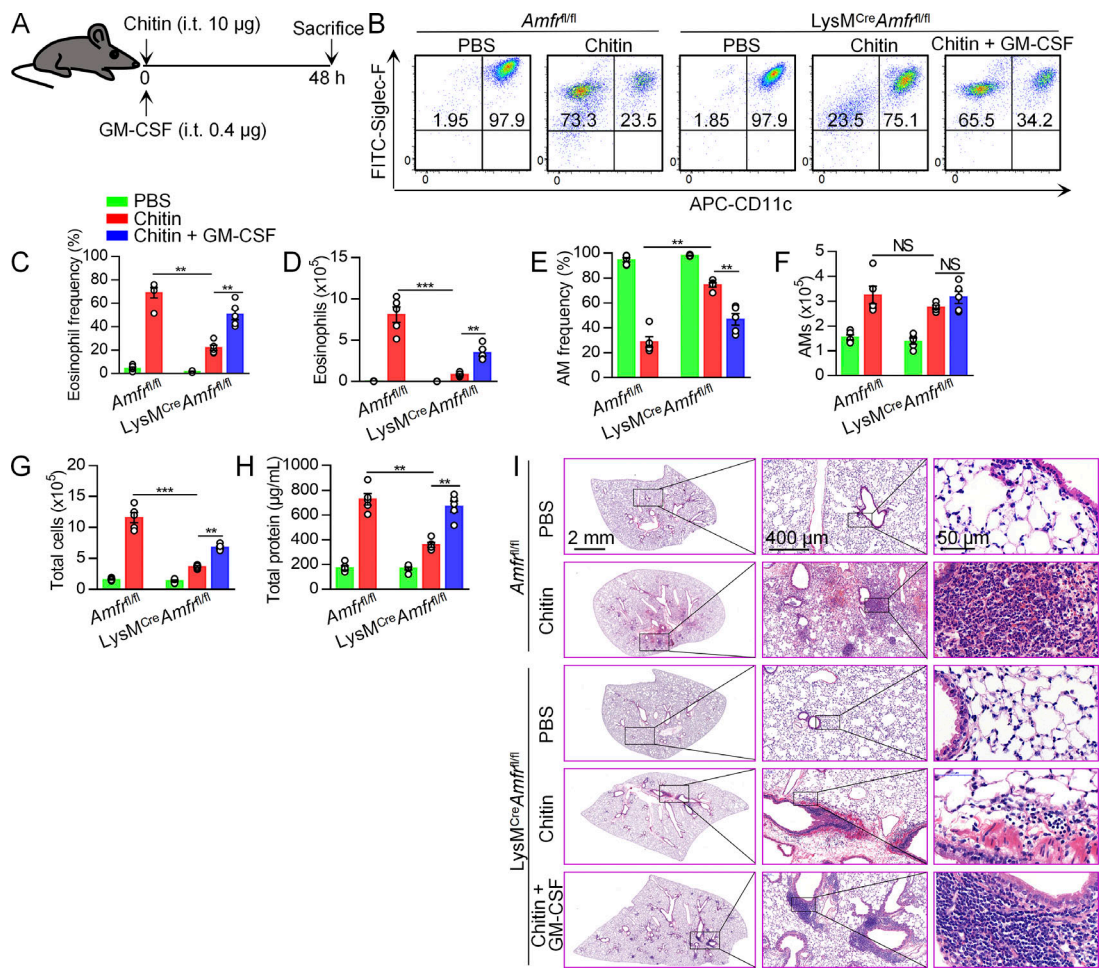 A
Chitin (i.t. 10 µg)
Sacrifice
0
48 h
GM-CSF (i.t. 0.4 µg)
B
Amfrfl/fl
LysMCreAmfrfl/fl
PBS
Chitin
PBS
Chitin
Chitin + GM-CSF
FITC-Siglec-F
1.95
97.9
73.3
23.5
1.85
97.9
23.5
75.1
65.5
34.2
0
0
0
0
0
0
0
0
0
0
APC-CD11c
PBS
Chitin
Chitin + GM-CSF
C
Eosinophil frequency (%)
100
80
60
40
20
0
**
**
Amfrfl/fl
LysMCreAmfrfl/fl
D
Eosinophils (x10⁵)
15
10
5
0
***
**
Amfrfl/fl
LysMCreAmfrfl/fl
E
AM frequency (%)
100
80
60
40
20
0
**
**
Amfrfl/fl
LysMCreAmfrfl/fl
F
AMs (x10⁵)
5
4
3
2
1
0
NS
NS
Amfrfl/fl
LysMCreAmfrfl/fl
G
Total cells (x10⁵)
20
15
10
5
0
***
**
Amfrfl/fl
LysMCreAmfrfl/fl
H
Total protein (µg/mL)
1000
800
600
400
200
0
**
**
Amfrfl/fl
LysMCreAmfrfl/fl
I
Amfrfl/fl
PBS
2 mm
400 µm
50 µm
Chitin
LysMCreAmfrfl/fl
PBS
Chitin
Chitin +
GM-CSF